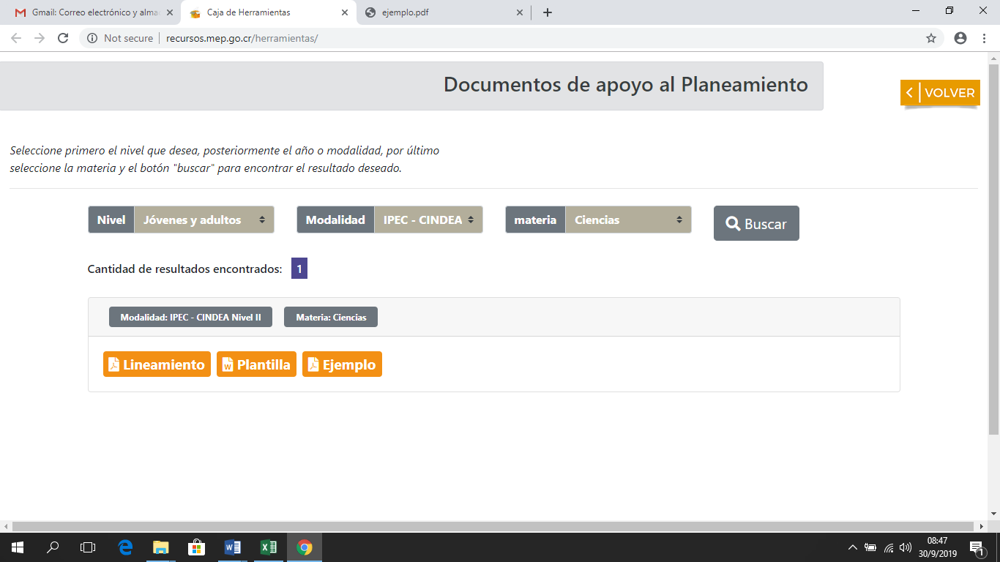 Gmail: Correo electrónico y alma
Caja de Herramientas
ejemplo.pdf
Not secure
recursos.mep.go.cr/herramientas/
Documentos de apoyo al Planeamiento
VOLVER
Seleccione primero el nivel que desea, posteriormente el año o modalidad, por último
seleccione la materia y el botón "buscar" para encontrar el resultado deseado.
Nivel Jóvenes y adultos Modalidad IPEC - CINDEA materia Ciencias Buscar
Cantidad de resultados encontrados: 1
Modalidad: IPEC - CINDEA Nivel II Materia: Ciencias
Lineamiento Plantilla Ejemplo
08:47
30/9/2019
1